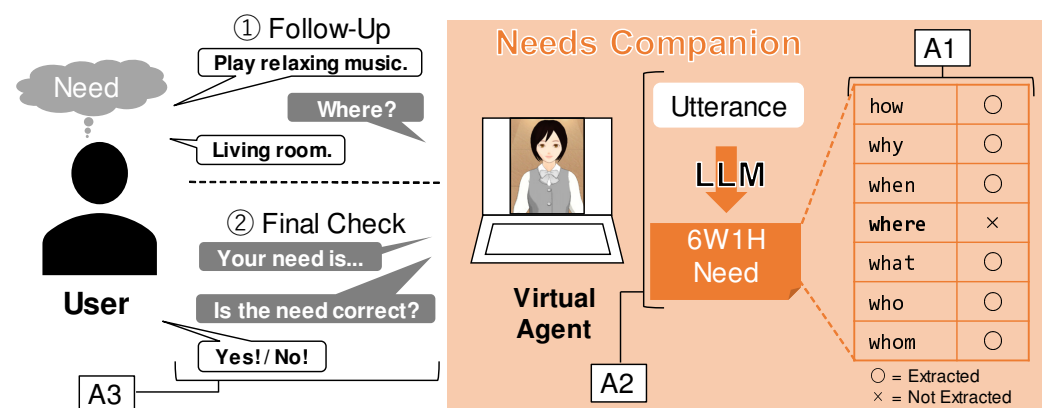 ① Follow-Up
Need
Play relaxing music.
Where?
Living room.
② Final Check
Your need is...
Is the need correct?
Yes!/ No!
User
A3
Needs Companion
Virtual
Agent
A2
Utterance
LLM
6W1H
Need
A1
how ○
why ○
when ○
where ×
what ○
who ○
whom ○
○ = Extracted
× = Not Extracted